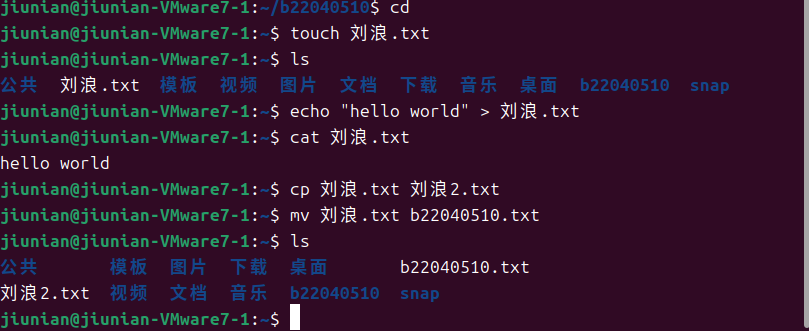 jiunian@jiunian-VMware7-1:~/b22040510$ cd
jiunian@jiunian-VMware7-1:~$ touch 刘浪.txt
jiunian@jiunian-VMware7-1:~$ ls
公共 刘浪.txt 模板 视频 图片 文档 下载 音乐 桌面 b22040510 snap
jiunian@jiunian-VMware7-1:~$ echo "hello world" > 刘浪.txt
jiunian@jiunian-VMware7-1:~$ cat 刘浪.txt
hello world
jiunian@jiunian-VMware7-1:~$ cp 刘浪.txt 刘浪2.txt
jiunian@jiunian-VMware7-1:~$ mv 刘浪.txt b22040510.txt
jiunian@jiunian-VMware7-1:~$ ls
公共 模板 图片 下载 桌面 b22040510.txt
刘浪2.txt 视频 文档 音乐 b22040510 snap
jiunian@jiunian-VMware7-1:~$